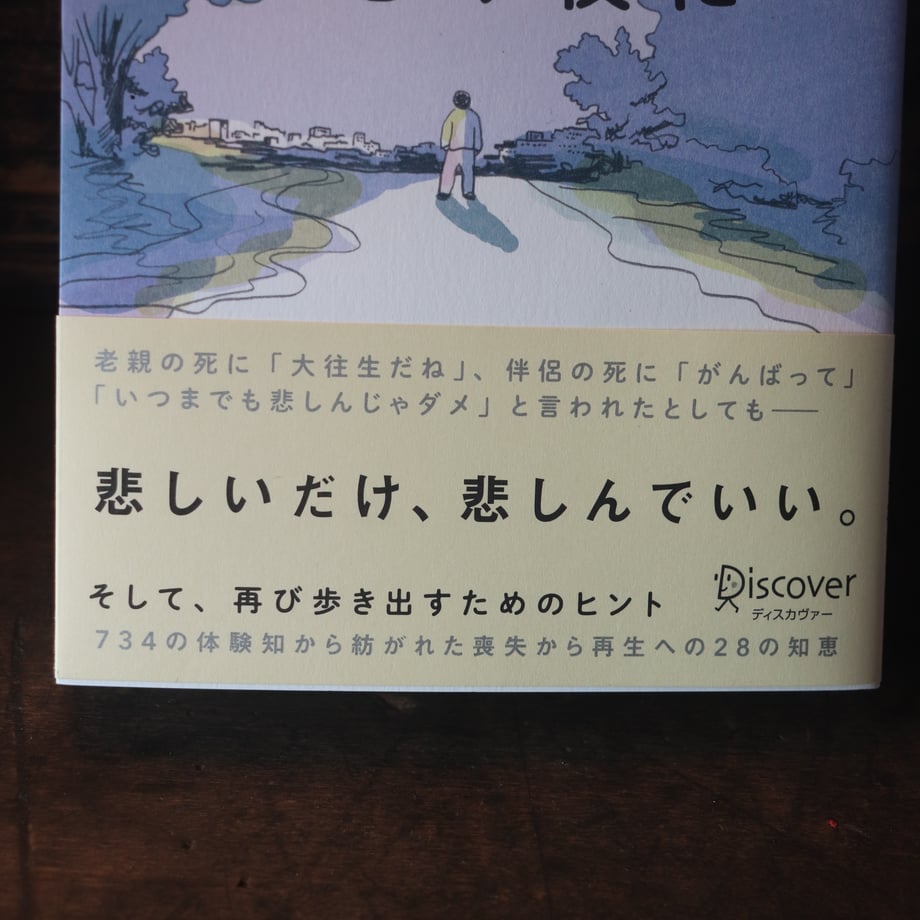 老親の死に「大往生だね」、伴侶の死に「がんばって」
「いつまでも悲しんじゃダメ」と言われたとしても──
悲しいだけ、悲しんでいい。
そして、再び歩き出すためのヒント
Discover
ディスカヴァー
734の体験知から紡がれた喪失から再生への28の知恵